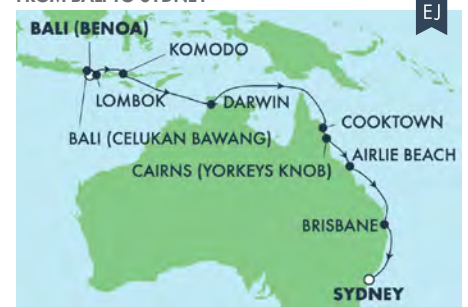 FROM BALI TO SYDNEY
EJ
BALI (BENOA)
KOMODO
LOMBOK
DARWIN
BALI (CELUKAN BAWANG)
COOKTOWN
AIRLIE BEACH
CAIRNS (YORKEYS KNOB)
BRISBANE
SYDNEY